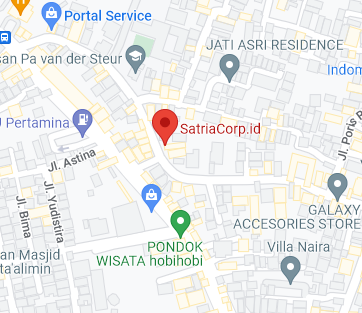 Portal Service
JATI ASRI RESIDENCE
san Pa van der Steur
Indom
SatriaCorp.id
U Pertamina
Jl. Astina
Jl. Poris
Jl. Bima
Jl. Yudistira
GALAXY
ACCESORIES STORE
PONDOK
WISATA hobihobi
Villa Naira
an Masjid
ta'alimin